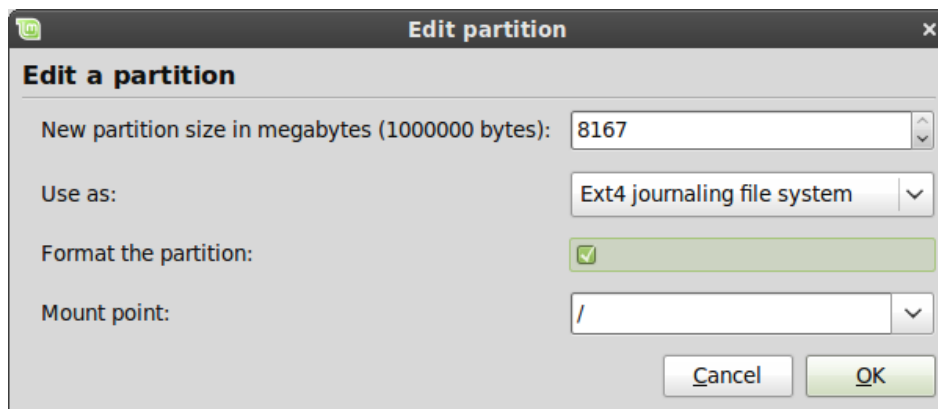 Edit partition
Edit a partition
New partition size in megabytes (1000000 bytes): 8167
Use as: Ext4 journaling file system
Format the partition:
Mount point: /
Cancel OK